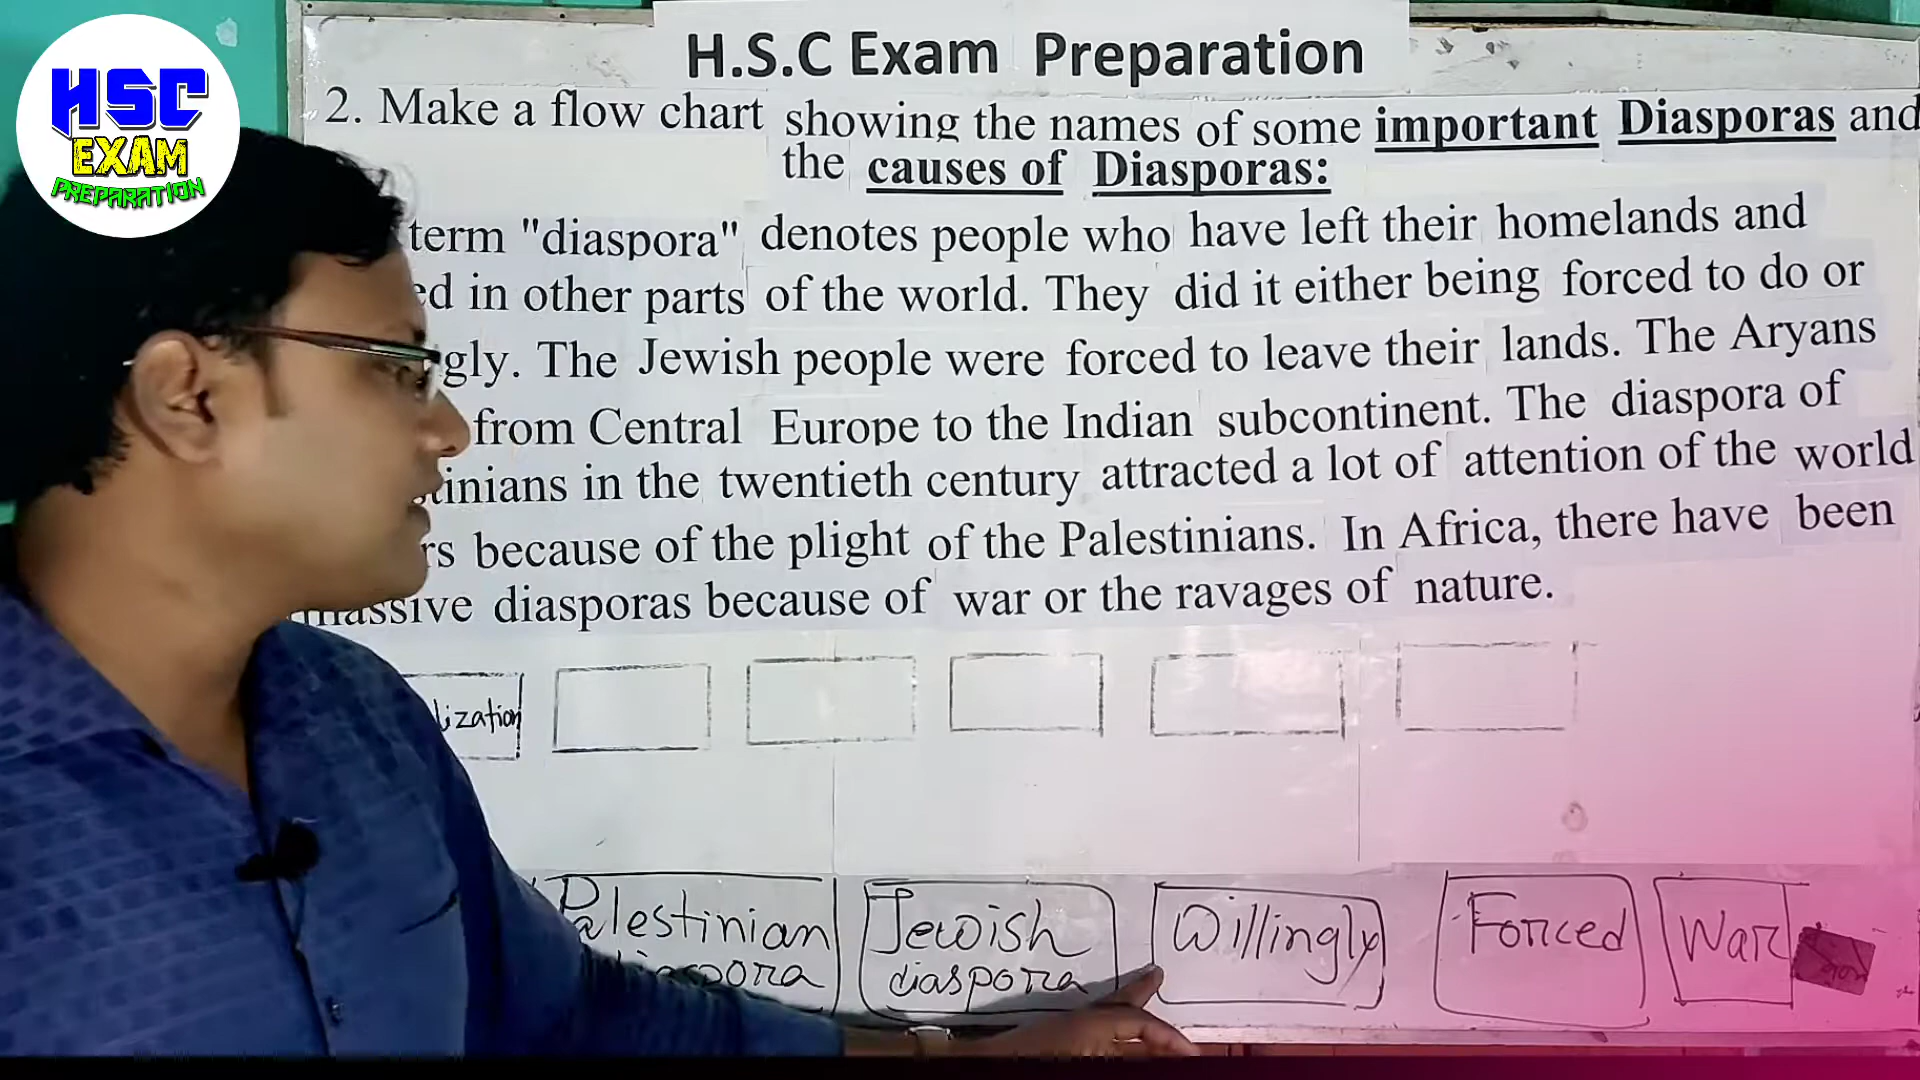 HSC
EXAM
PREPARATION
H.S.C Exam Preparation
2. Make a flow chart showing the names of some important Diasporas and
the causes of Diasporas:
term "diaspora" denotes people who have left their homelands and
in other parts of the world. They did it either being forced to do or
The Jewish people were forced to leave their lands. The Aryans
from Central Europe to the Indian subcontinent. The diaspora of
in the twentieth century attracted a lot of attention of the world
because of the plight of the Palestinians. In Africa, there have been
massive diasporas because of war or the ravages of nature.
Palestinian
diaspora
Jewish
diaspora
Willingly
Forced
War